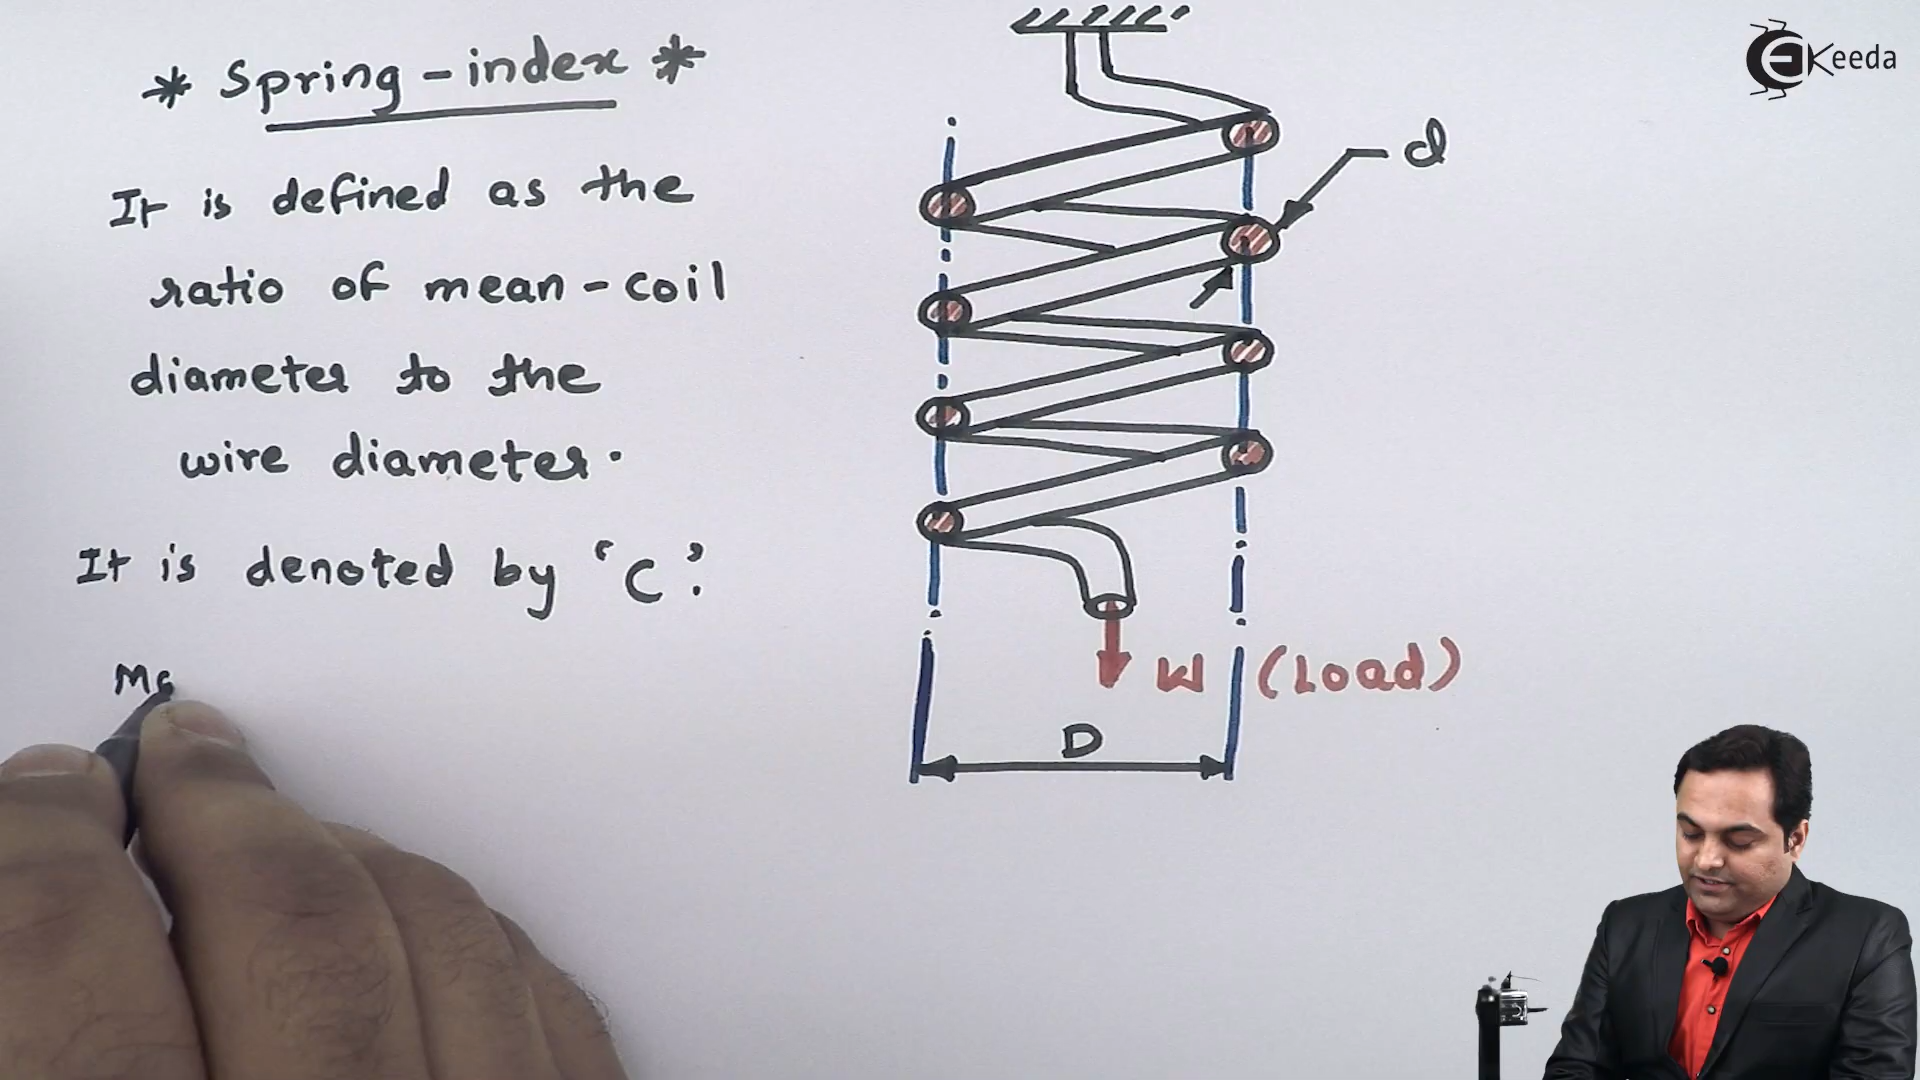 * Spring-index *
It is defined as the
ratio of mean-coil
diameter to the
wire diameter.
It is denoted by 'C'.
d
W (Load)
D
EKeeda